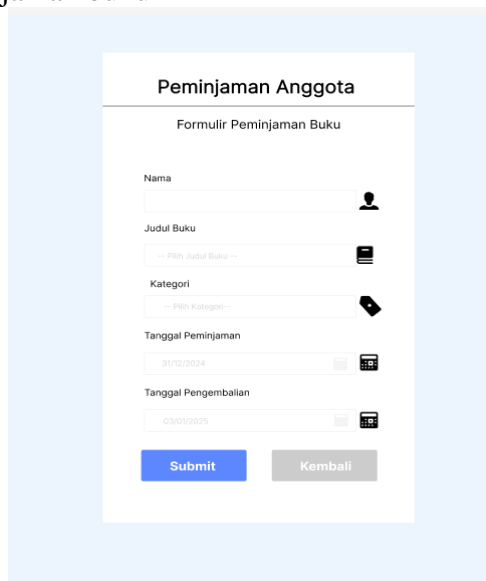 Peminjaman Anggota
Formulir Peminjaman Buku
Nama
Judul Buku
-- Pilih Judul Buku --
Kategori
-- Pilih Kategori--
Tanggal Peminjaman
31/12/2024
Tanggal Pengembalian
03/01/2025
Submit Kembali